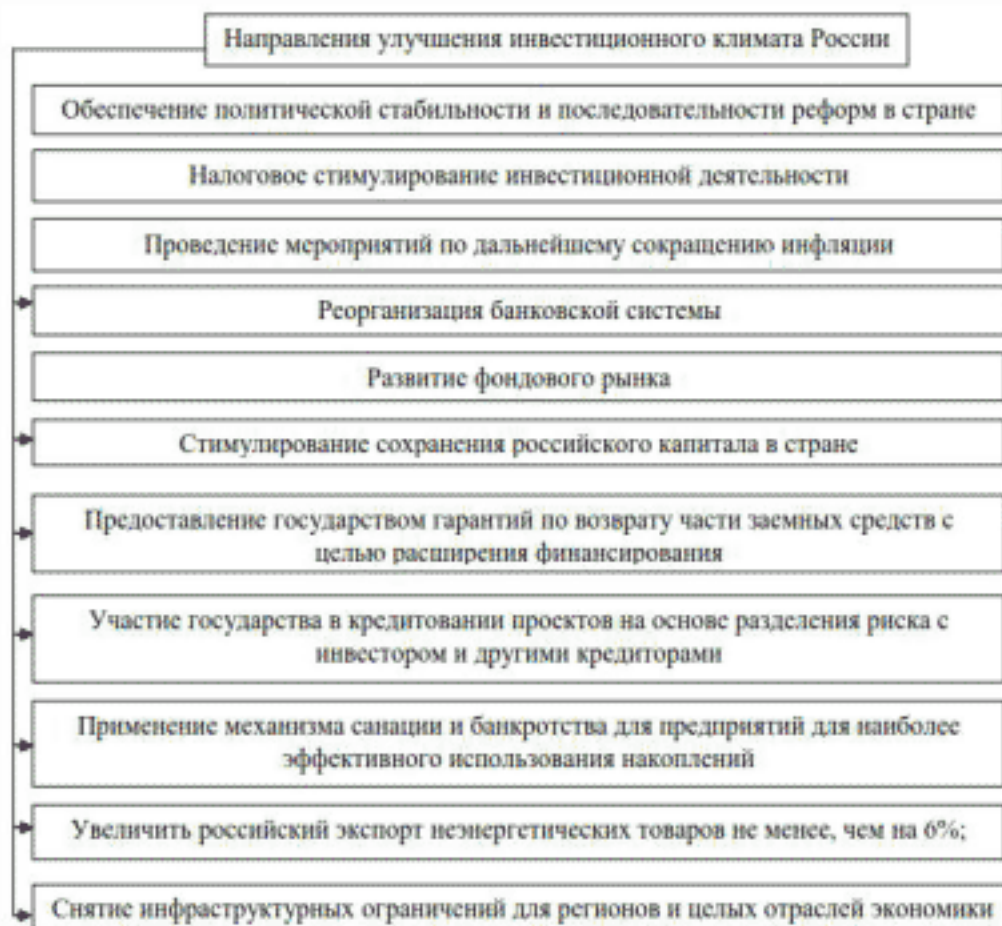 Направления улучшения инвестиционного климата России
Обеспечение политической стабильности и последовательности реформ в стране
Налоговое стимулирование инвестиционной деятельности
Проведение мероприятий по дальнейшему сокращению инфляции
Реорганизация банковской системы
Развитие фондового рынка
Стимулирование сохранения российского капитала в стране
Предоставление государством гарантий по возврату части заемных средств с
целью расширения финансирования
Участие государства в кредитовании проектов на основе разделения риска с
инвестором и другими кредиторами
Применение механизма санации и банкротства для предприятий для наиболее
эффективного использования накоплений
Увеличить российский экспорт неэнергетических товаров не менее, чем на 6%;
Снятие инфраструктурных ограничений для регионов и целых отраслей экономики